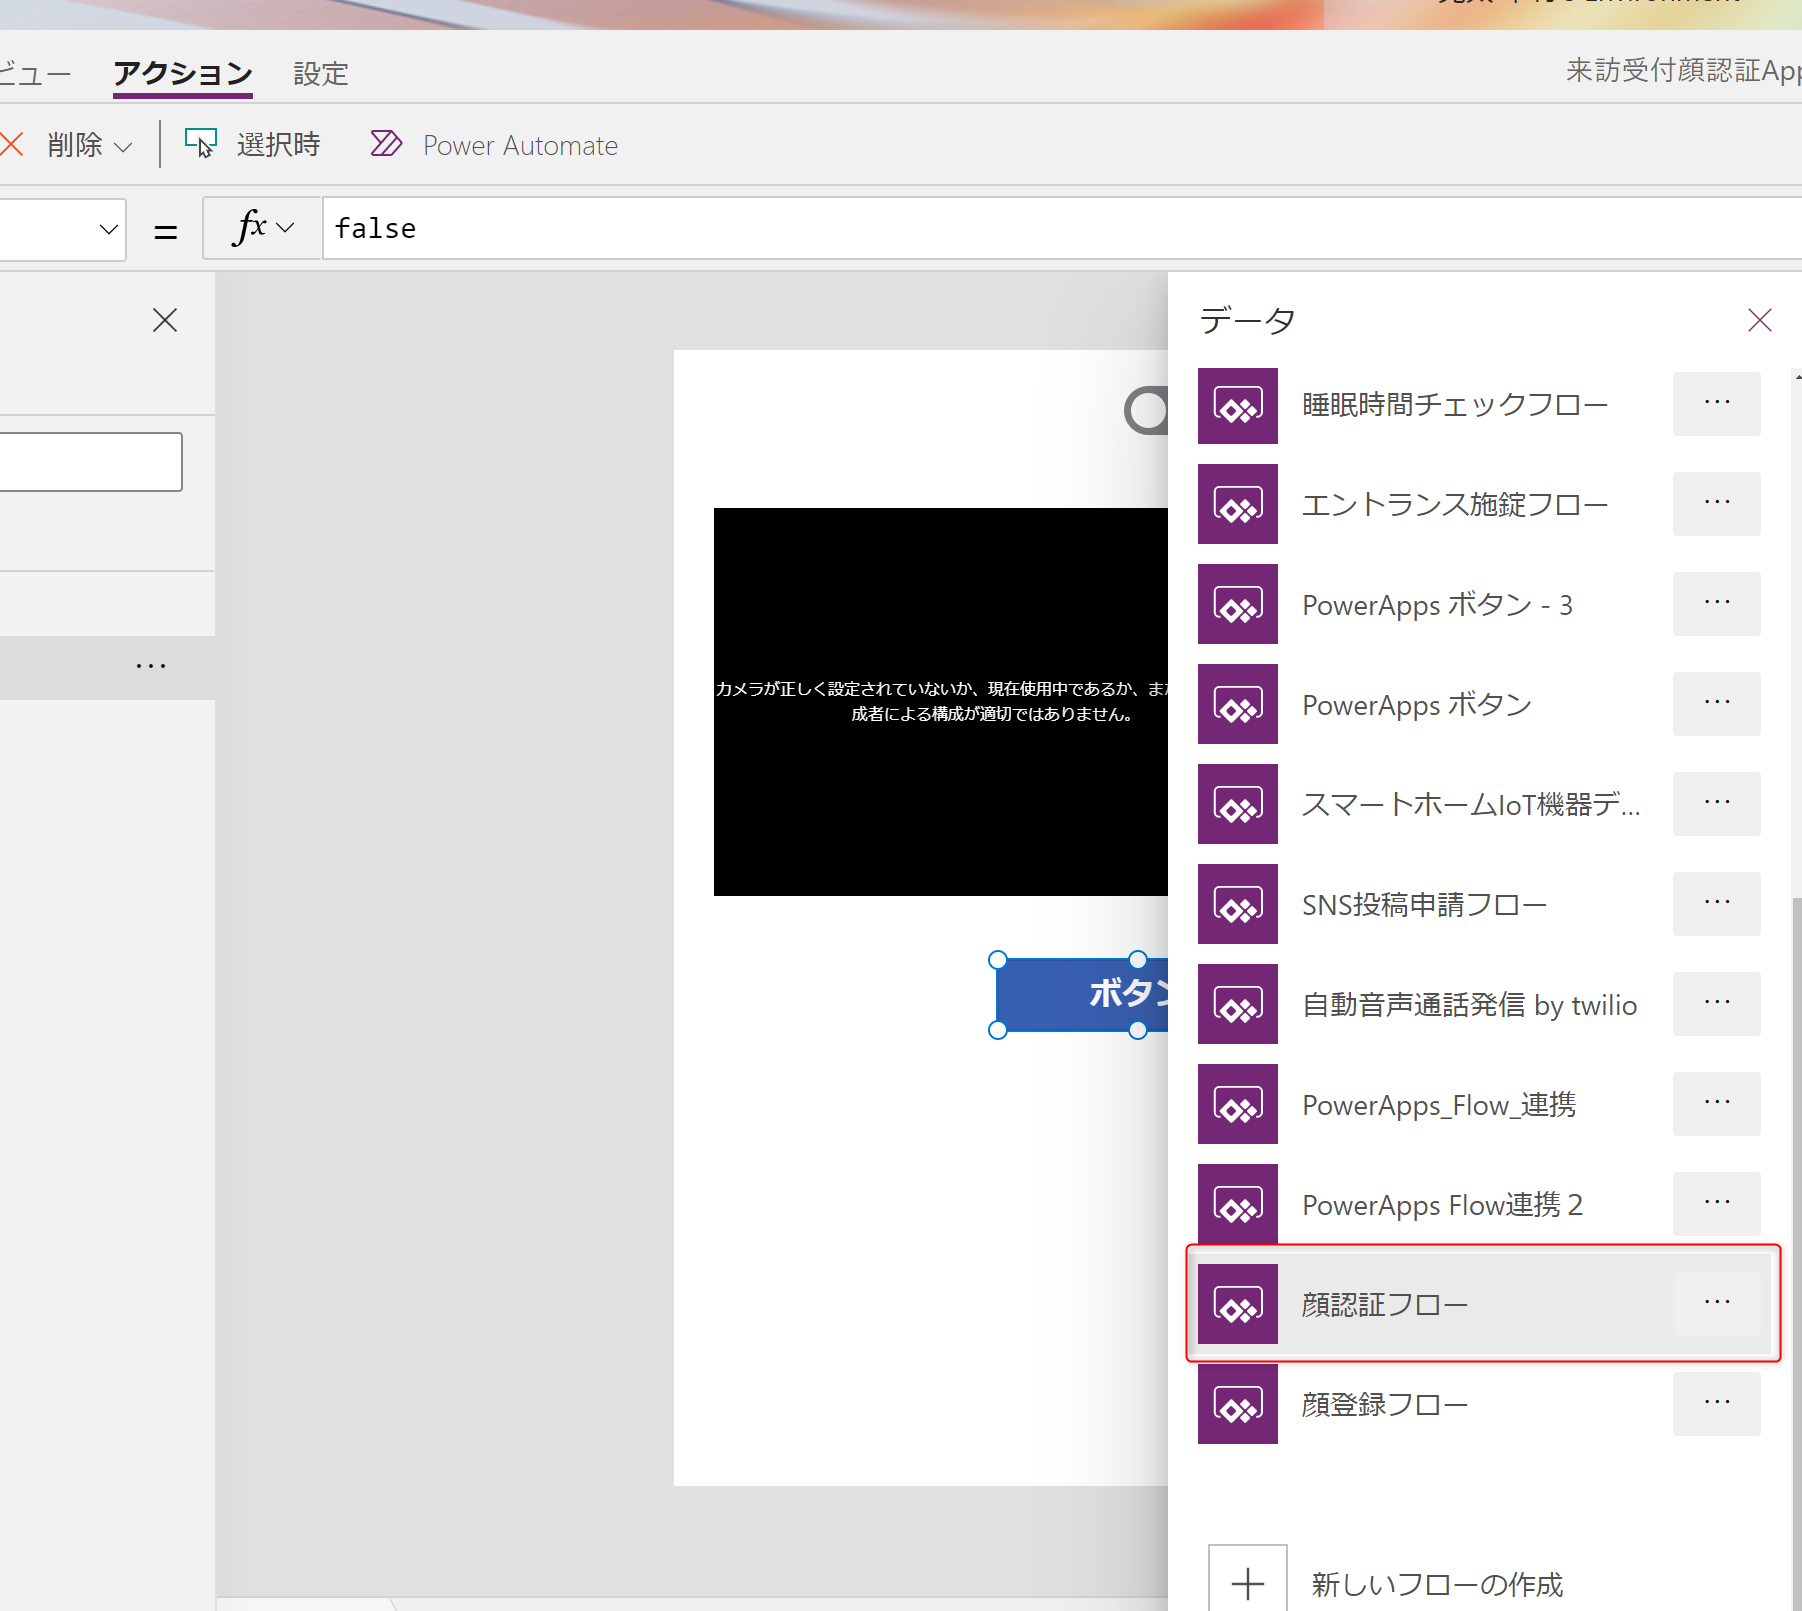 Environment
ビュー アクション 設定
来訪受付顔認証App
削除 選択時 Power Automate
= fx false
データ
睡眠時間チェックフロー ...
エントランス施錠フロー ...
PowerApps ボタン - 3 ...
PowerApps ボタン ...
スマートホームIoT機器デ... ...
SNS投稿申請フロー ...
自動音声通話発信 by twilio ...
PowerApps_Flow_連携 ...
PowerApps Flow連携２ ...
顔認証フロー ...
顔登録フロー ...
新しいフローの作成
カメラが正しく設定されていないか、現在使用中であるか、また
成者による構成が適切ではありません。
ボタン